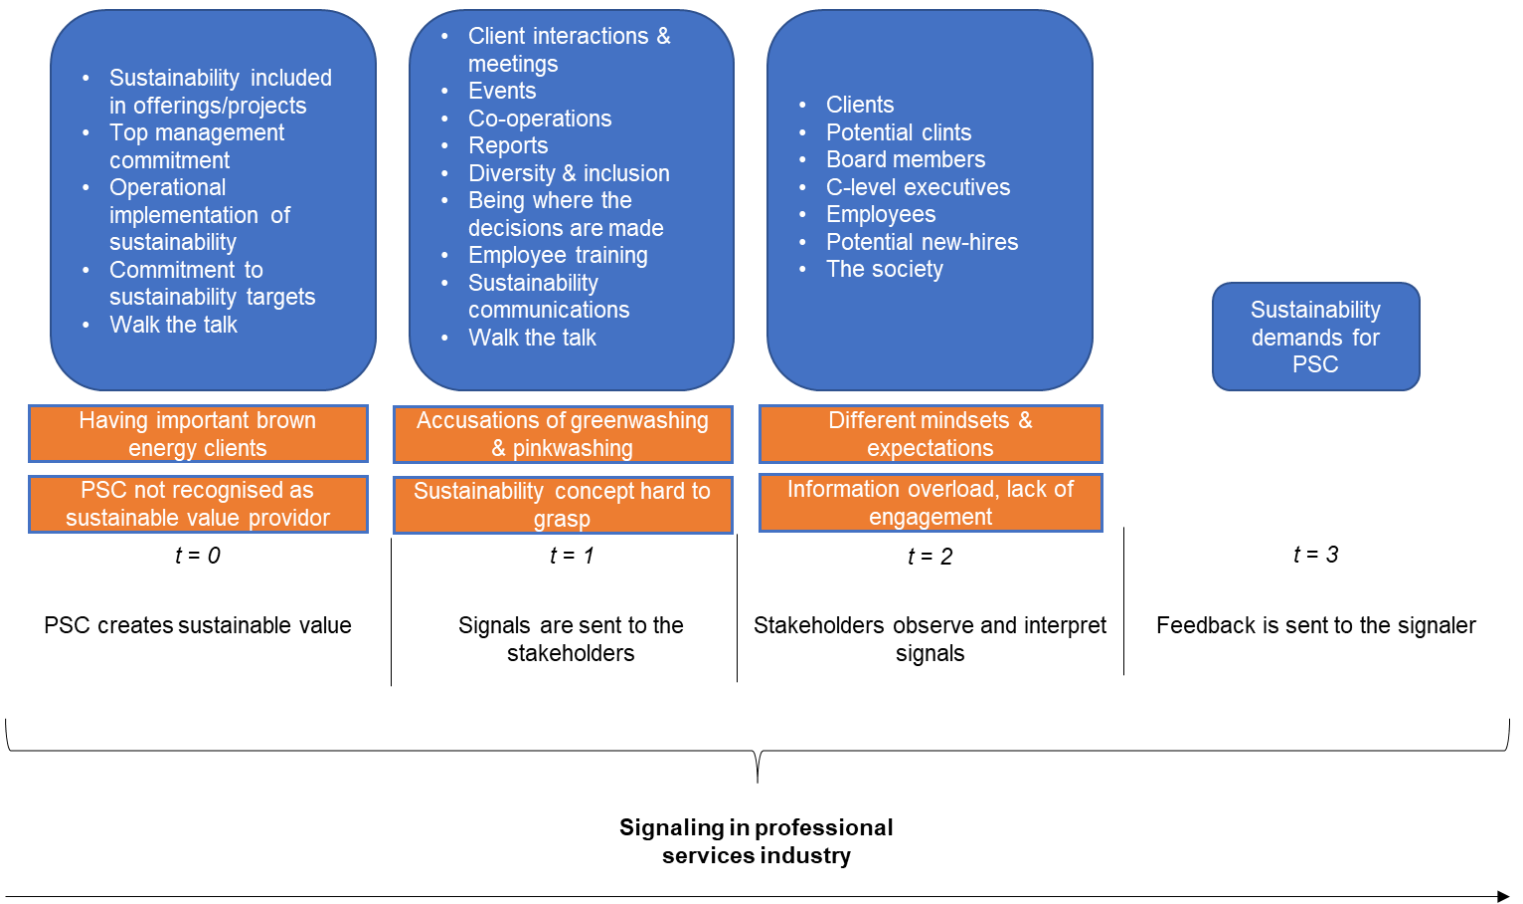 • Sustainability included
in offerings/projects
• Top management
commitment
• Operational
implementation of
sustainability
• Commitment to
sustainability targets
• Walk the talk
• Client interactions &
meetings
• Events
• Co-operations
• Reports
• Diversity & inclusion
• Being where the
decisions are made
• Employee training
• Sustainability
communications
• Walk the talk
• Clients
• Potential clints
• Board members
• C-level executives
• Employees
• Potential new-hires
• The society
Sustainability
demands for
PSC
Having important brown
energy clients
Accusations of greenwashing
& pinkwashing
Different mindsets &
expectations
PSC not recognised as
sustainable value providor
Sustainability concept hard to
grasp
Information overload, lack of
engagement
t = 0
t = 1
t = 2
t = 3
PSC creates sustainable value
Signals are sent to the
stakeholders
Stakeholders observe and interpret
signals
Feedback is sent to the signaler
Signaling in professional
services industry